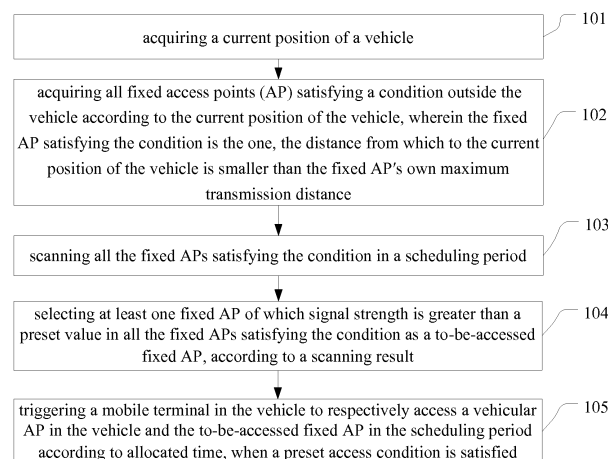 acquiring a current position of a vehicle
101
acquiring all fixed access points (AP) satisfying a condition outside the
vehicle according to the current position of the vehicle, wherein the fixed
AP satisfying the condition is the one, the distance from which to the current
position of the vehicle is smaller than the fixed AP's own maximum
transmission distance
102
scanning all the fixed APs satisfying the condition in a scheduling period
103
selecting at least one fixed AP of which signal strength is greater than a
preset value in all the fixed APs satisfying the condition as a to-be-accessed
fixed AP, according to a scanning result
104
triggering a mobile terminal in the vehicle to respectively access a vehicular
AP in the vehicle and the to-be-accessed fixed AP in the scheduling period
according to allocated time, when a preset access condition is satisfied
105